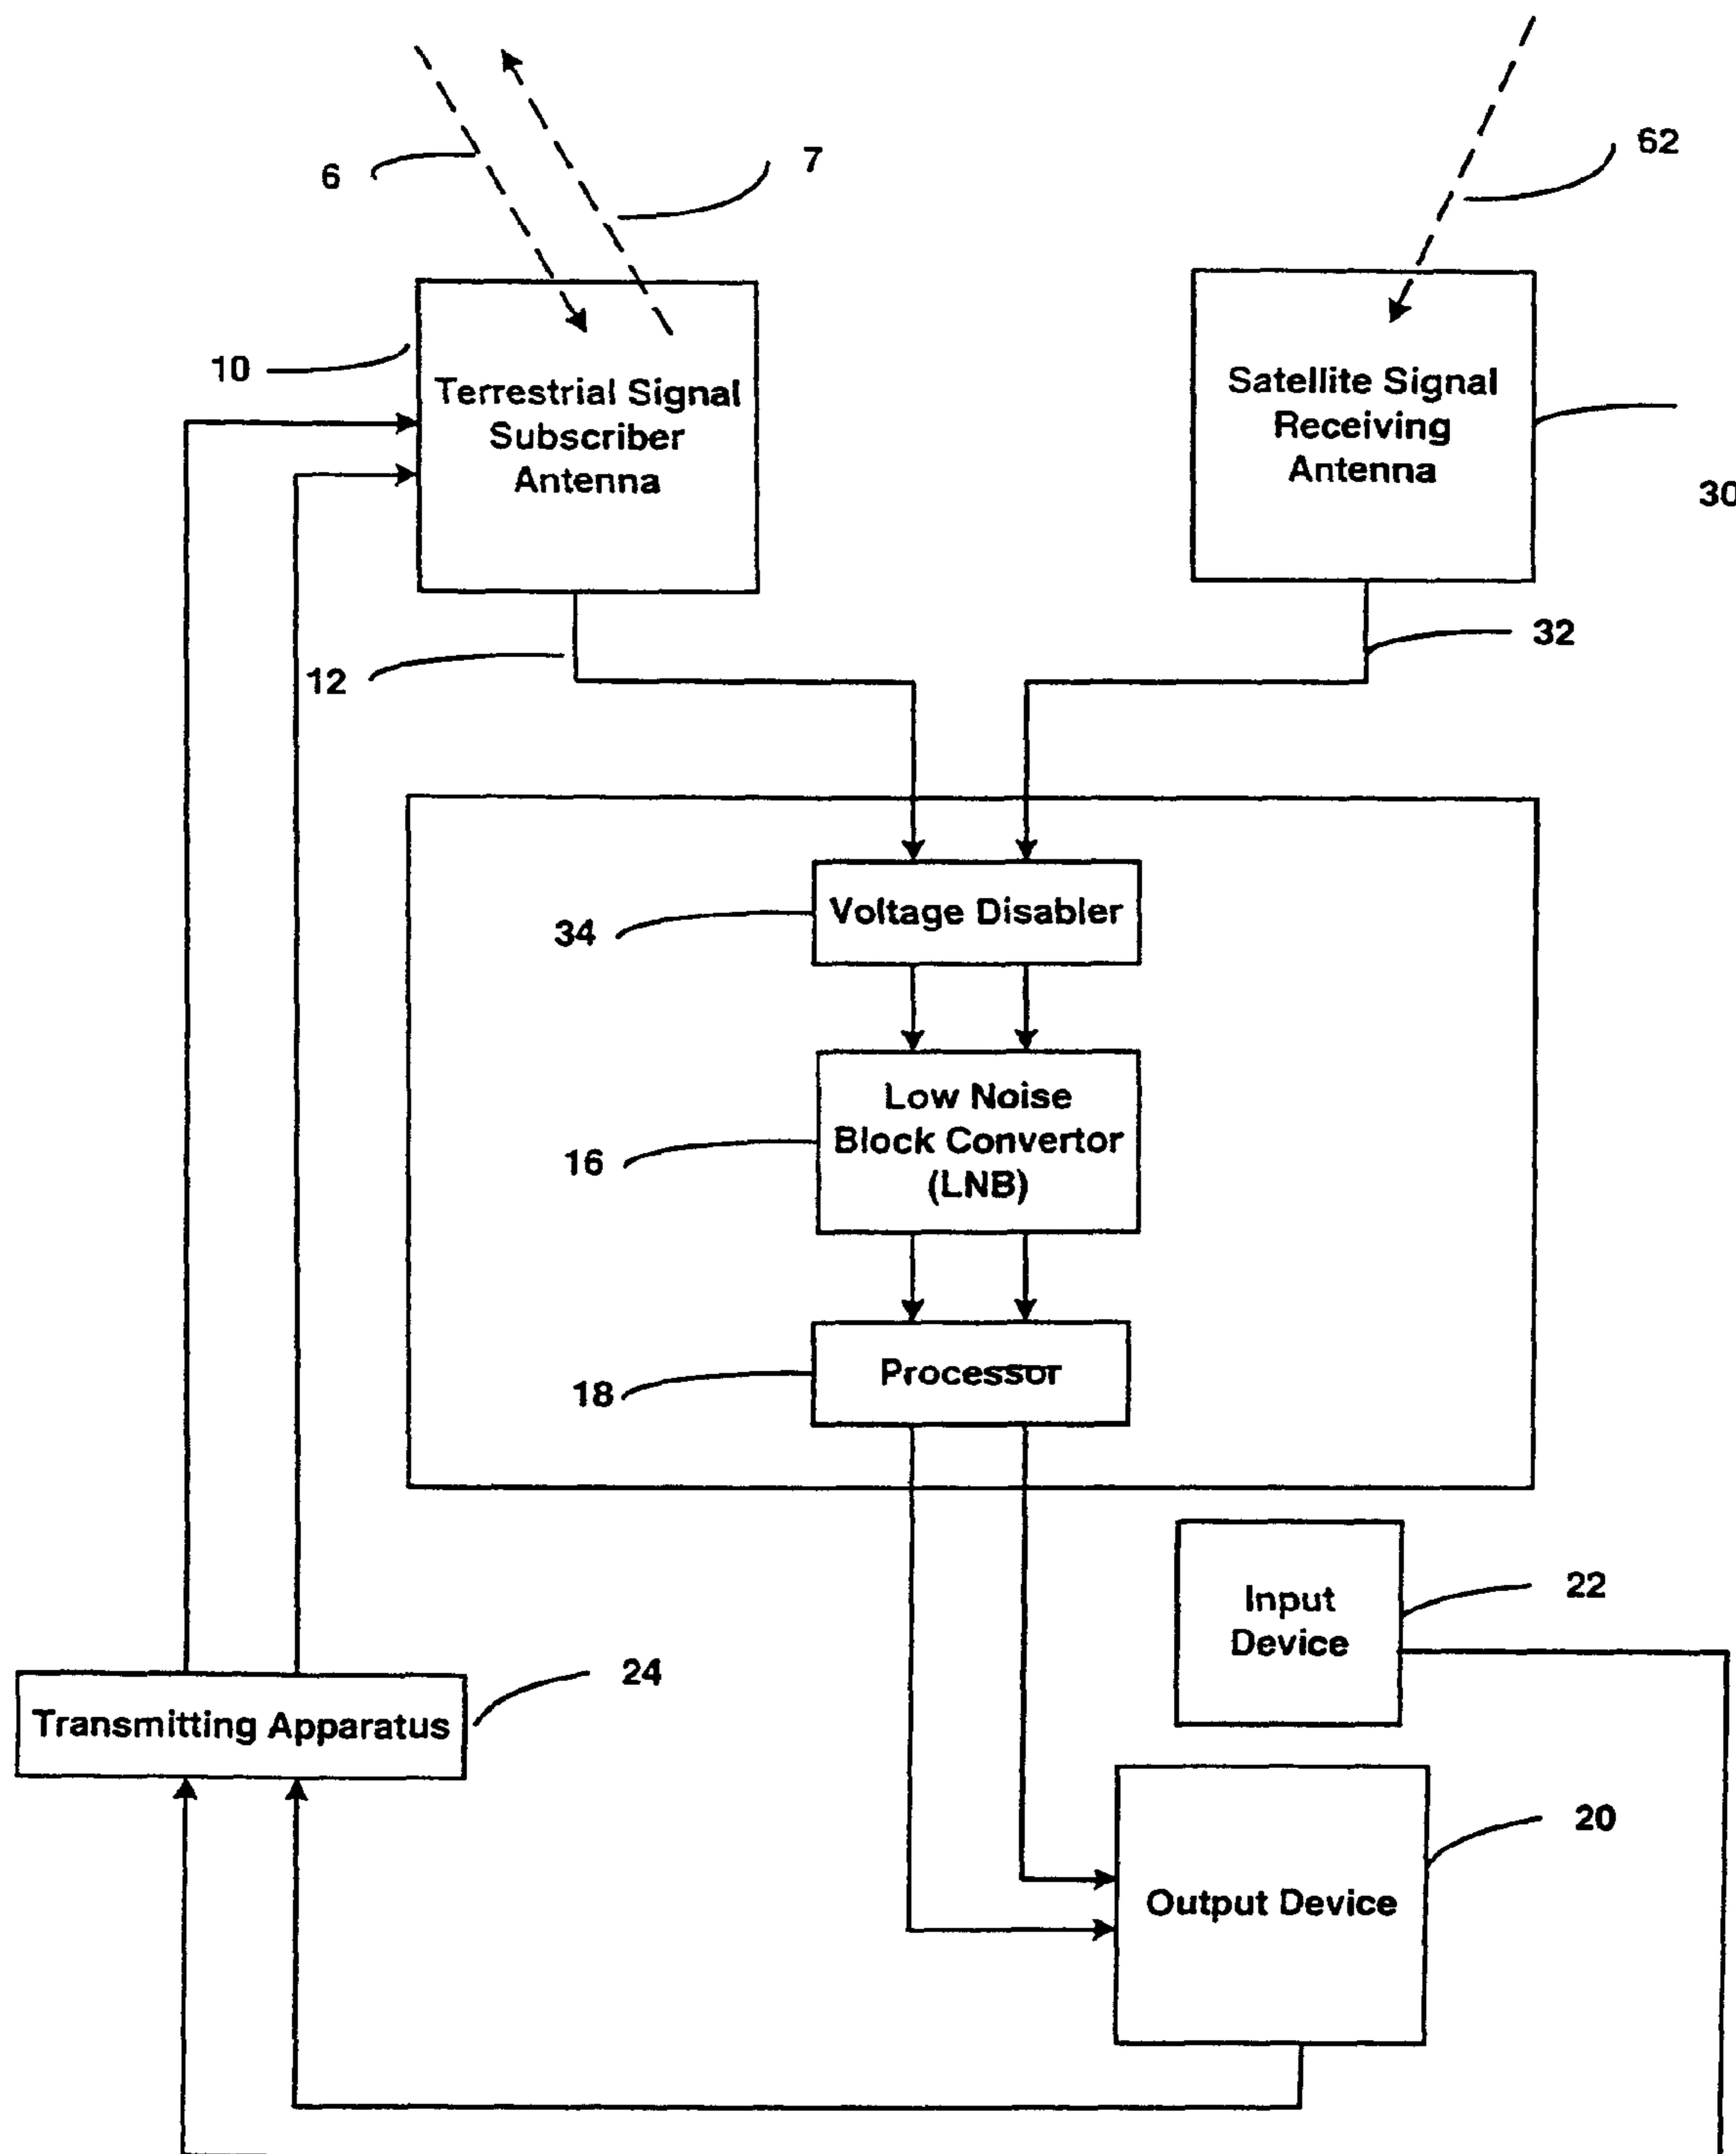 6
7
62
10
Terrestrial Signal
Subscriber
Antenna
Satellite Signal
Receiving
Antenna
30
12
32
Voltage Disabler
34
Low Noise
Block Convertor
(LNB)
16
Processor
18
Input
Device
22
Transmitting Apparatus
24
Output Device
20